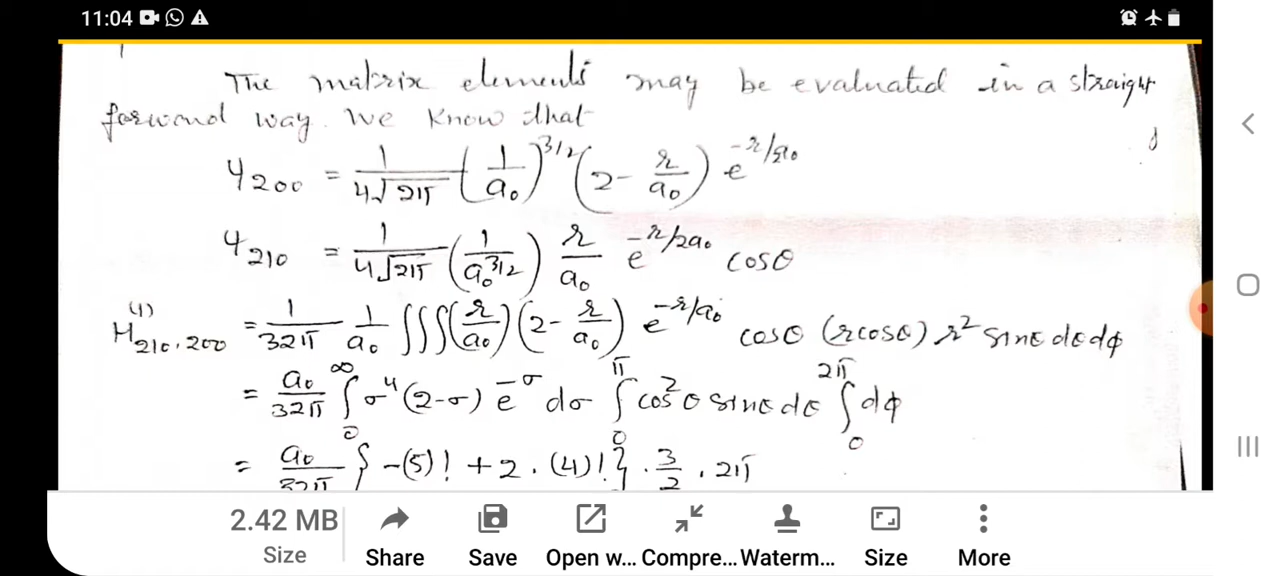 11:04
The matrix elements may be evaluated in a straight
forward way. We know that
Ψ200 = 1/(4√2π) (1/a₀)^3/2 (2 - r/a₀) e^-r/2a₀
Ψ210 = 1/(4√2π) (1/a₀^3/2) r/a₀ e^-r/2a₀ cosθ
H^(1)210,200 = 1/32π 1/a₀ ∫∫∫ (r/a₀) (2 - r/a₀) e^-r/a₀ cosθ (r cosθ) r² sinθ dθ dφ
= a₀/32π ∫₀^∞ σ⁴ (2-σ) e^-σ dσ ∫₀^π cos²θ sinθ dθ ∫₀^2π dφ
= a₀/32π { -(5)! + 2 . (4)! } . 3/2 . 2π
2.42 MB
Size
Share
Save
Open w...
Compre...
Waterm...
Size
More